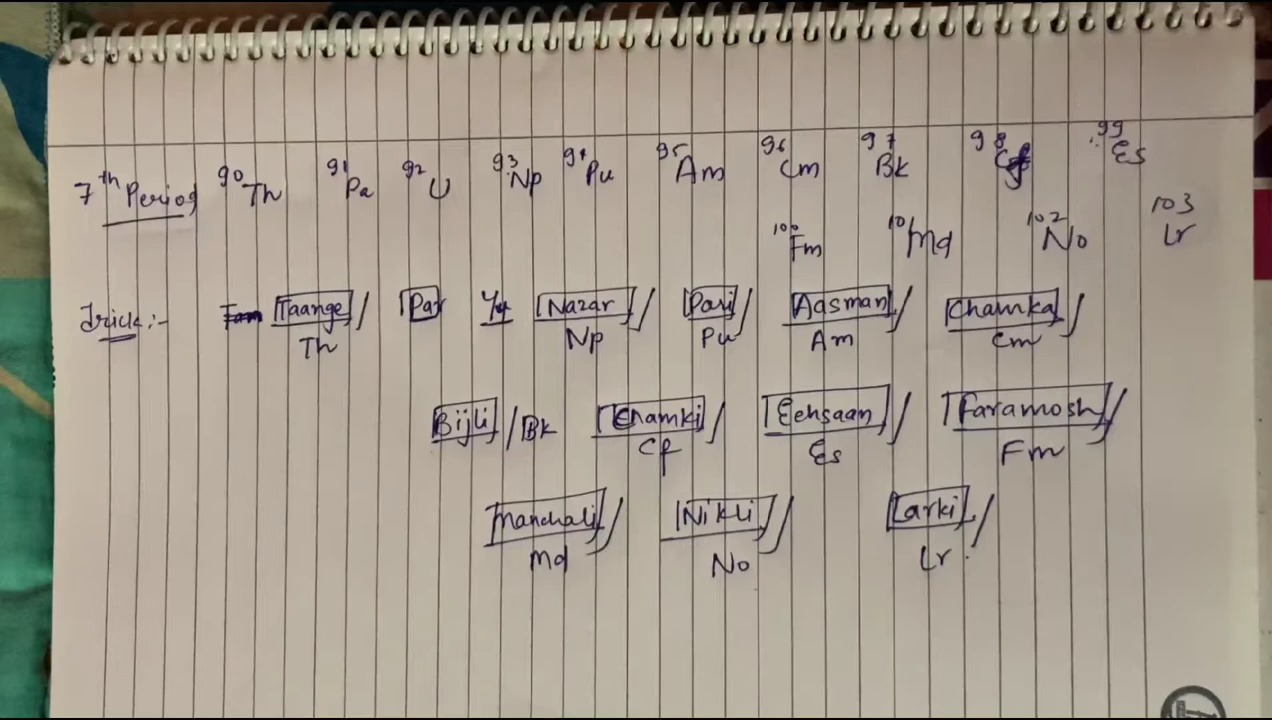 7th Period 90Th 91Pa 92U 93Np 94Pu 95Am 96Cm 97Bk 98Cf 99Es
100Fm 101Md 102No 103Lr
Trick:- Taange/ Par Nazar/ Pari/ Aasman/ Chamka/
Th Np Pu Am Cm
Bijli/Bk Chamki/ Eehsaan/ Faramosh/
Cf Es Fm
Manchali/ Nikli/ Larki/
Md No Lr.